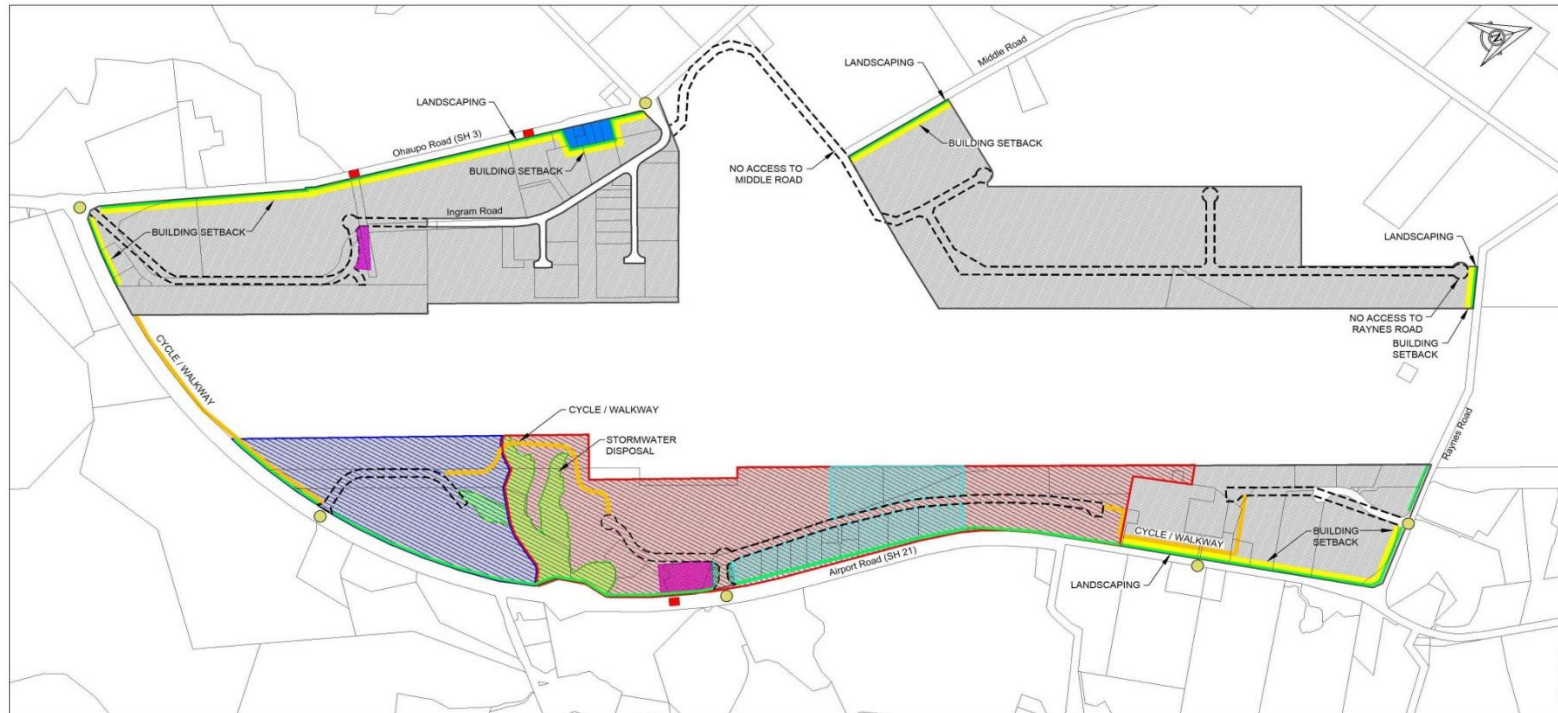 Middle Road
LANDSCAPING
N
LANDSCAPING
Ohaupo Road (SH 3)
BUILDING SETBACK
BUILDING SETBACK
NO ACCESS TO
MIDDLE ROAD
Ingram Road
BUILDING SETBACK
LANDSCAPING
NO ACCESS TO
RAYNES ROAD
BUILDING
SETBACK
CYCLE / WALKWAY
CYCLE / WALKWAY
STORMWATER
DISPOSAL
Raynes Road
CYCLE / WALKWAY
BUILDING
SETBACK
Airport Road (SH 21)
LANDSCAPING